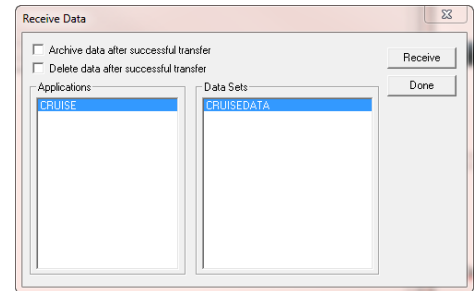 Receive Data
Archive data after successful transfer
Delete data after successful transfer
Receive
Done
Applications
CRUISE
Data Sets
CRUISEDATA